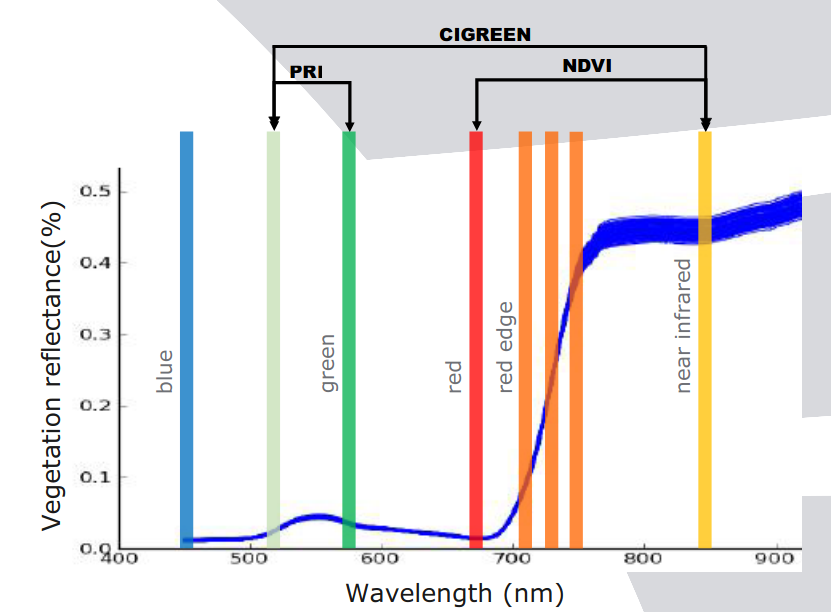 CIGREEN
NDVI
PRI
0.5
0.4
0.3
0.2
0.1
0.0
Vegetation reflectance(%)
blue
green
red
red edge
near infrared
400
500
600
700
800
900
Wavelength (nm)